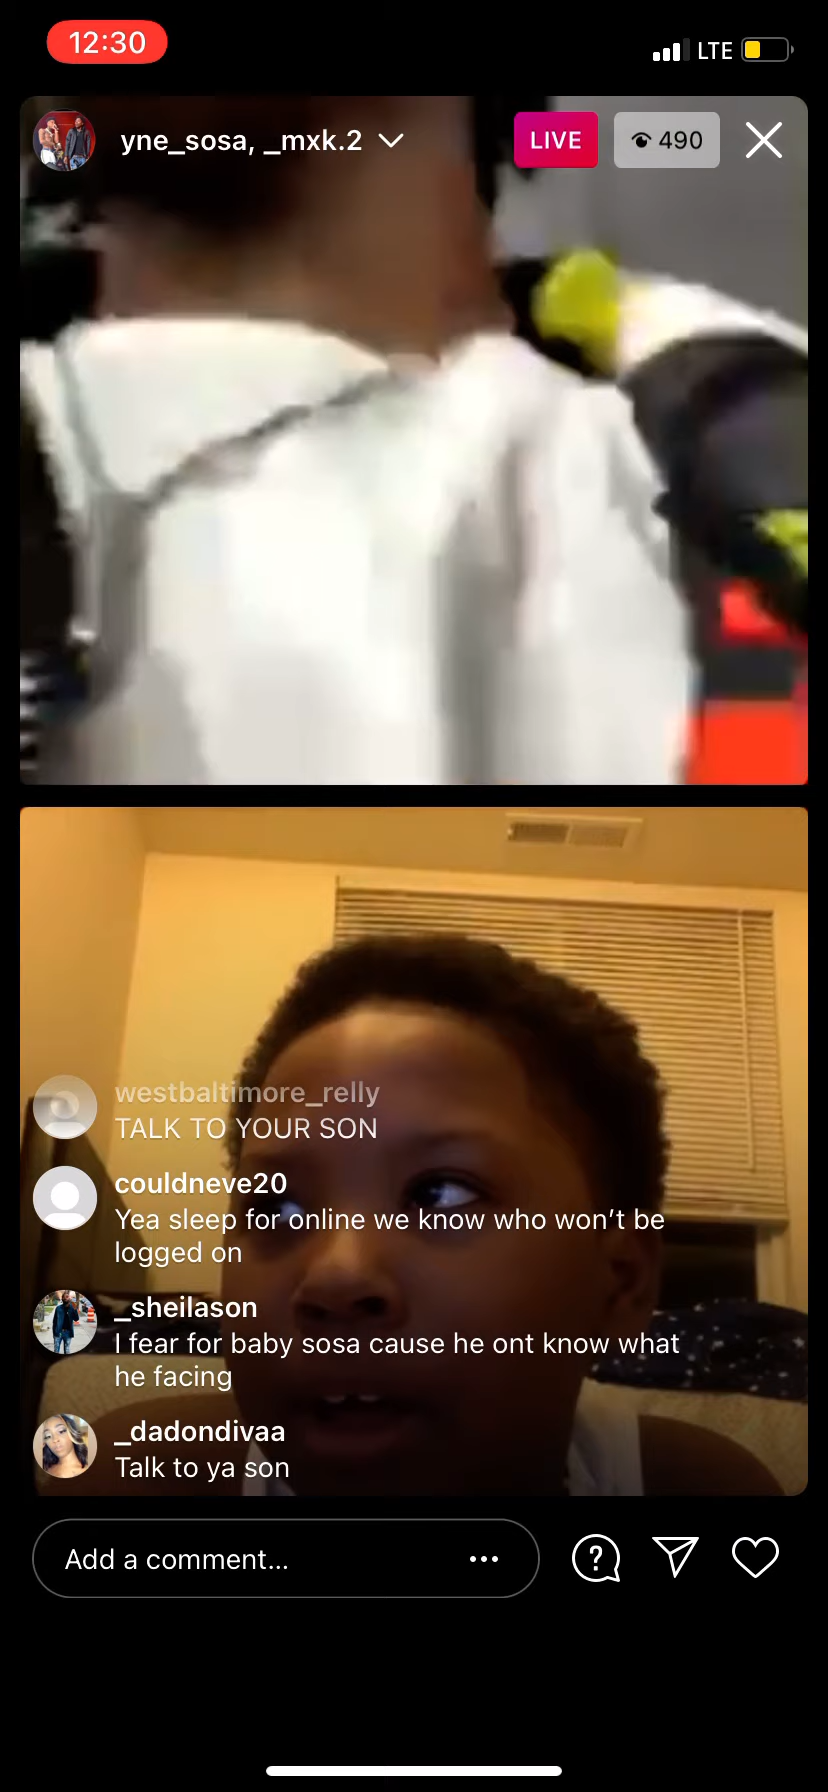 12:30
LTE
yne_sosa, _mxk.2
LIVE
490
westbaltimore_relly
TALK TO YOUR SON
couldneve20
Yea sleep for online we know who won’t be
logged on
_sheilason
I fear for baby sosa cause he ont know what
he facing
_dadondivaa
Talk to ya son
Add a comment...